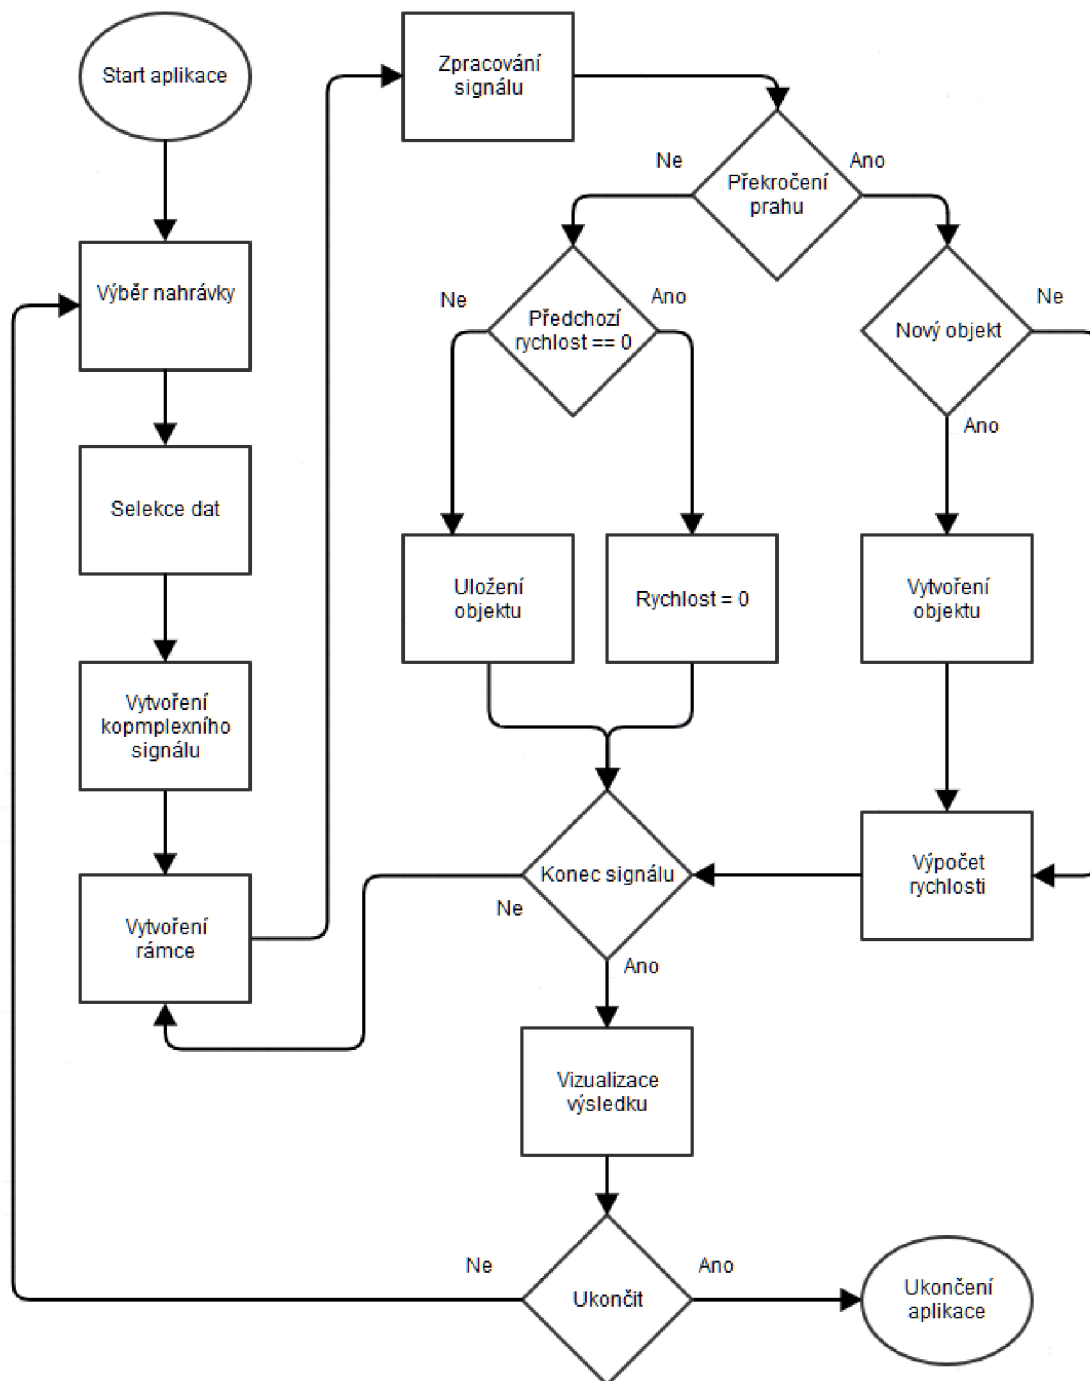 Start aplikace
Výběr nahrávky
Selekce dat
Vytvoření
kopmplexního
signálu
Vytvoření
rámce
Zpracování
signálu
Překročení
prahu
Ne
Ano
Předchozí
rychlost == 0
Ne
Ano
Nový objekt
Ne
Ano
Uložení
objektu
Rychlost = 0
Vytvoření
objektu
Výpočet
rychlosti
Konec signálu
Ne
Ano
Vizualizace
výsledku
Ukončit
Ne
Ano
Ukončení
aplikace